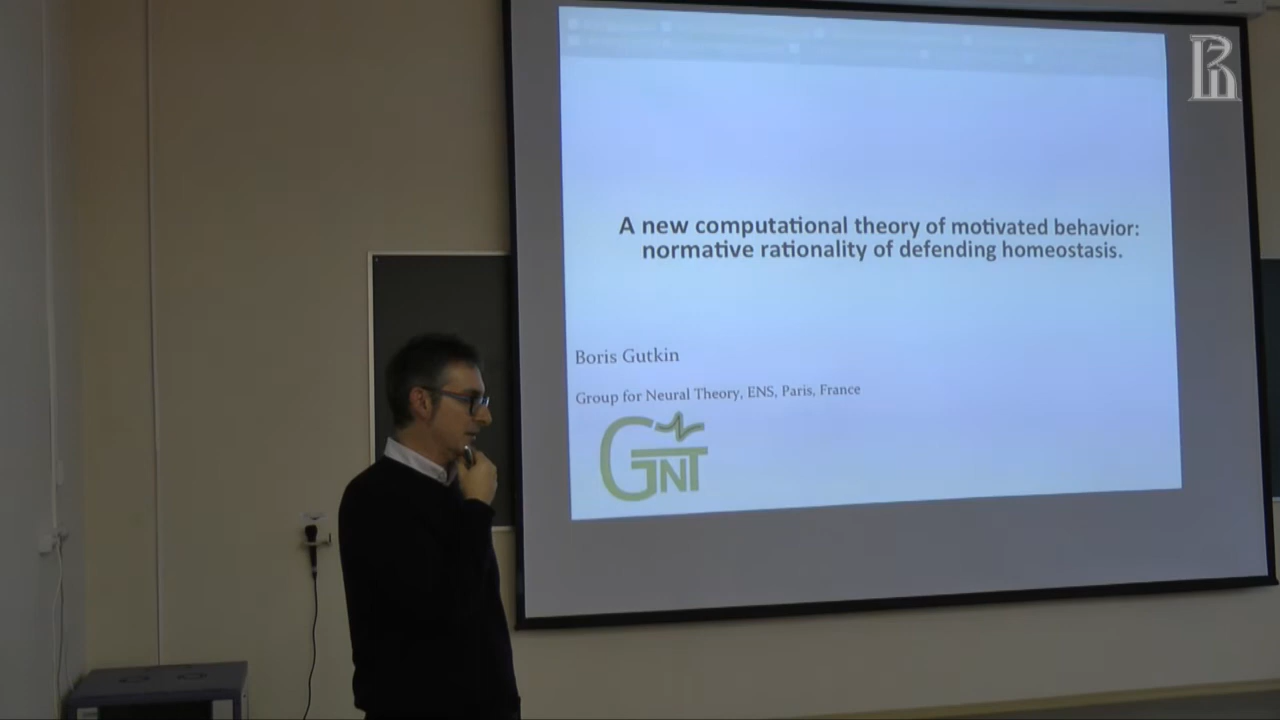 A new computational theory of motivated behavior:
normative rationality of defending homeostasis.
Boris Gutkin
Group for Neural Theory, ENS, Paris, France
GNT